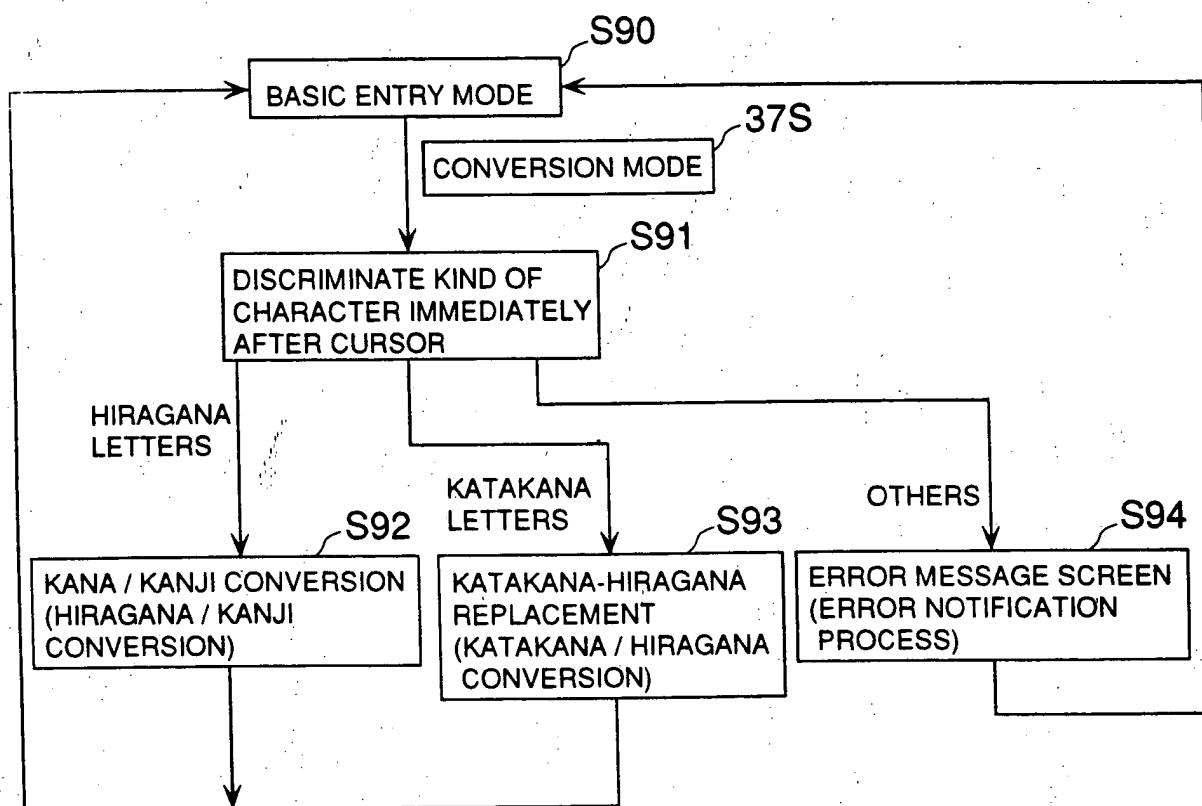 S90
BASIC ENTRY MODE
37S
CONVERSION MODE
S91
DISCRIMINATE KIND OF
CHARACTER IMMEDIATELY
AFTER CURSOR
HIRAGANA
LETTERS
KATAKANA
LETTERS
OTHERS
S92
KANA / KANJI CONVERSION
(HIRAGANA / KANJI
CONVERSION)
S93
KATAKANA-HIRAGANA
REPLACEMENT
(KATAKANA / HIRAGANA
CONVERSION)
S94
ERROR MESSAGE SCREEN
(ERROR NOTIFICATION
PROCESS)